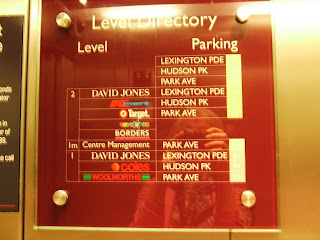 Level Directory
Level Parking
LEXINGTON PDE
HUDSON PK
PARK AVE
2 DAVID JONES LEXINGTON PDE
HUDSON PK
Target. PARK AVE
BORDERS
1m Centre Management PARK AVE
1 DAVID JONES LEXINGTON PDE
coles HUDSON PK
WOOLWORTHS PARK AVE